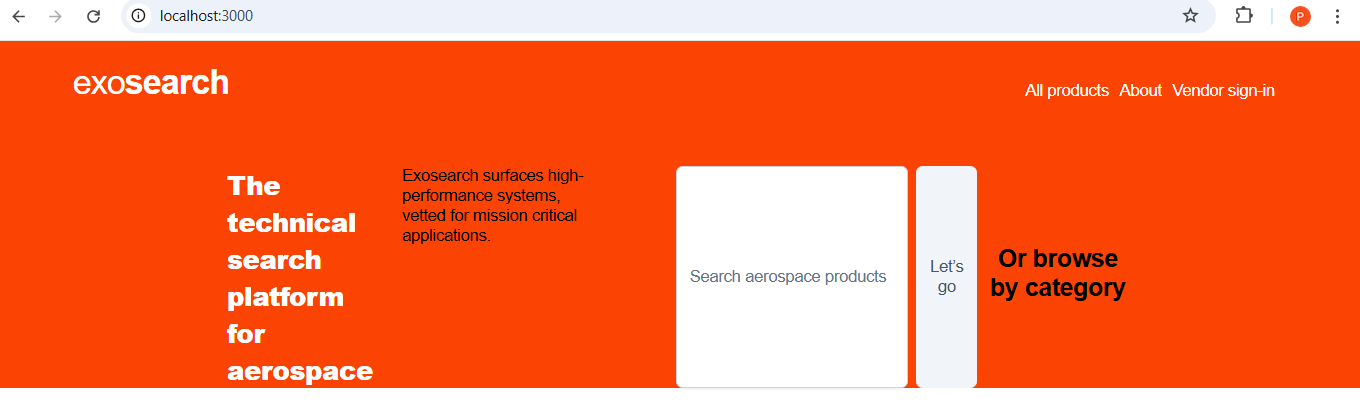 localhost:3000
P
exosearch
All products About Vendor sign-in
The
technical
search
platform
for
aerospace
Exosearch surfaces high-
performance systems,
vetted for mission critical
applications.
Search aerospace products
Let’s
go
Or browse
by category